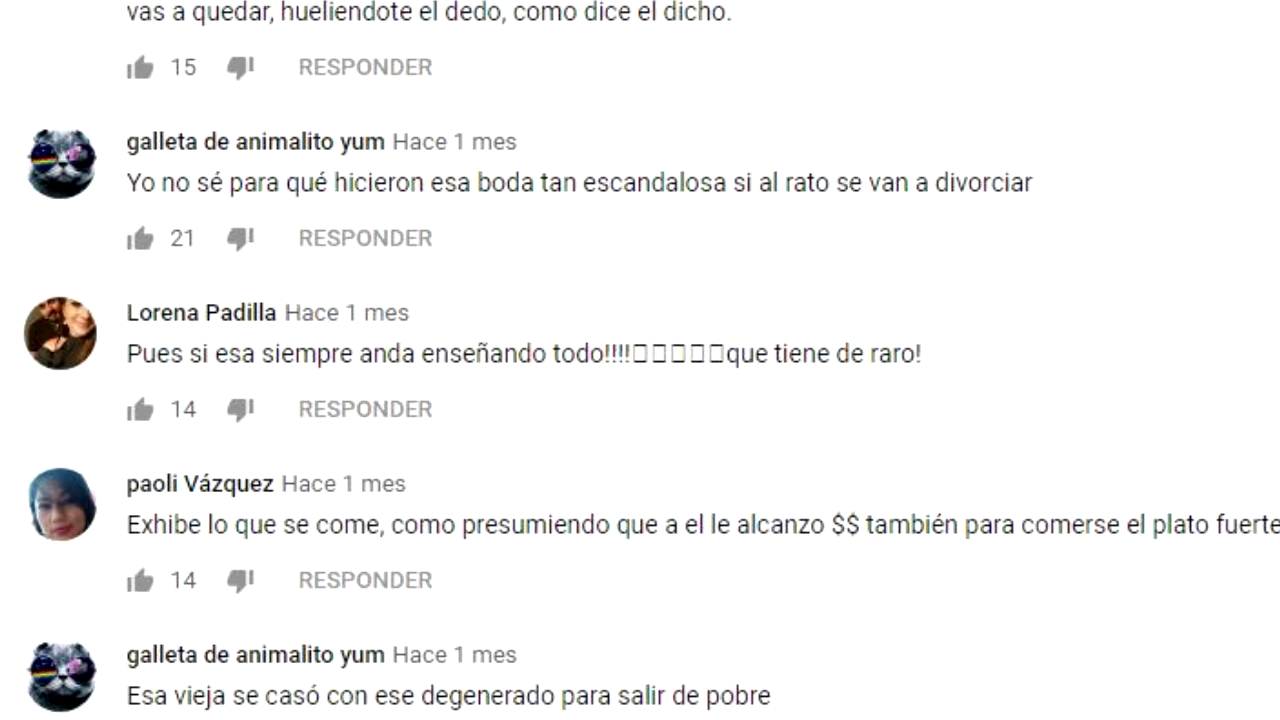 vas a quedar, hueliendote el dedo, como dice el dicho.
15 RESPONDER
galleta de animalito yum Hace 1 mes
Yo no sé para qué hicieron esa boda tan escandalosa si al rato se van a divorciar
21 RESPONDER
Lorena Padilla Hace 1 mes
Pues si esa siempre anda enseñando todo!!!!□□□□□que tiene de raro!
14 RESPONDER
paoli Vázquez Hace 1 mes
Exhibe lo que se come, como presumiendo que a el le alcanzo $$ también para comerse el plato fuerte
14 RESPONDER
galleta de animalito yum Hace 1 mes
Esa vieja se casó con ese degenerado para salir de pobre